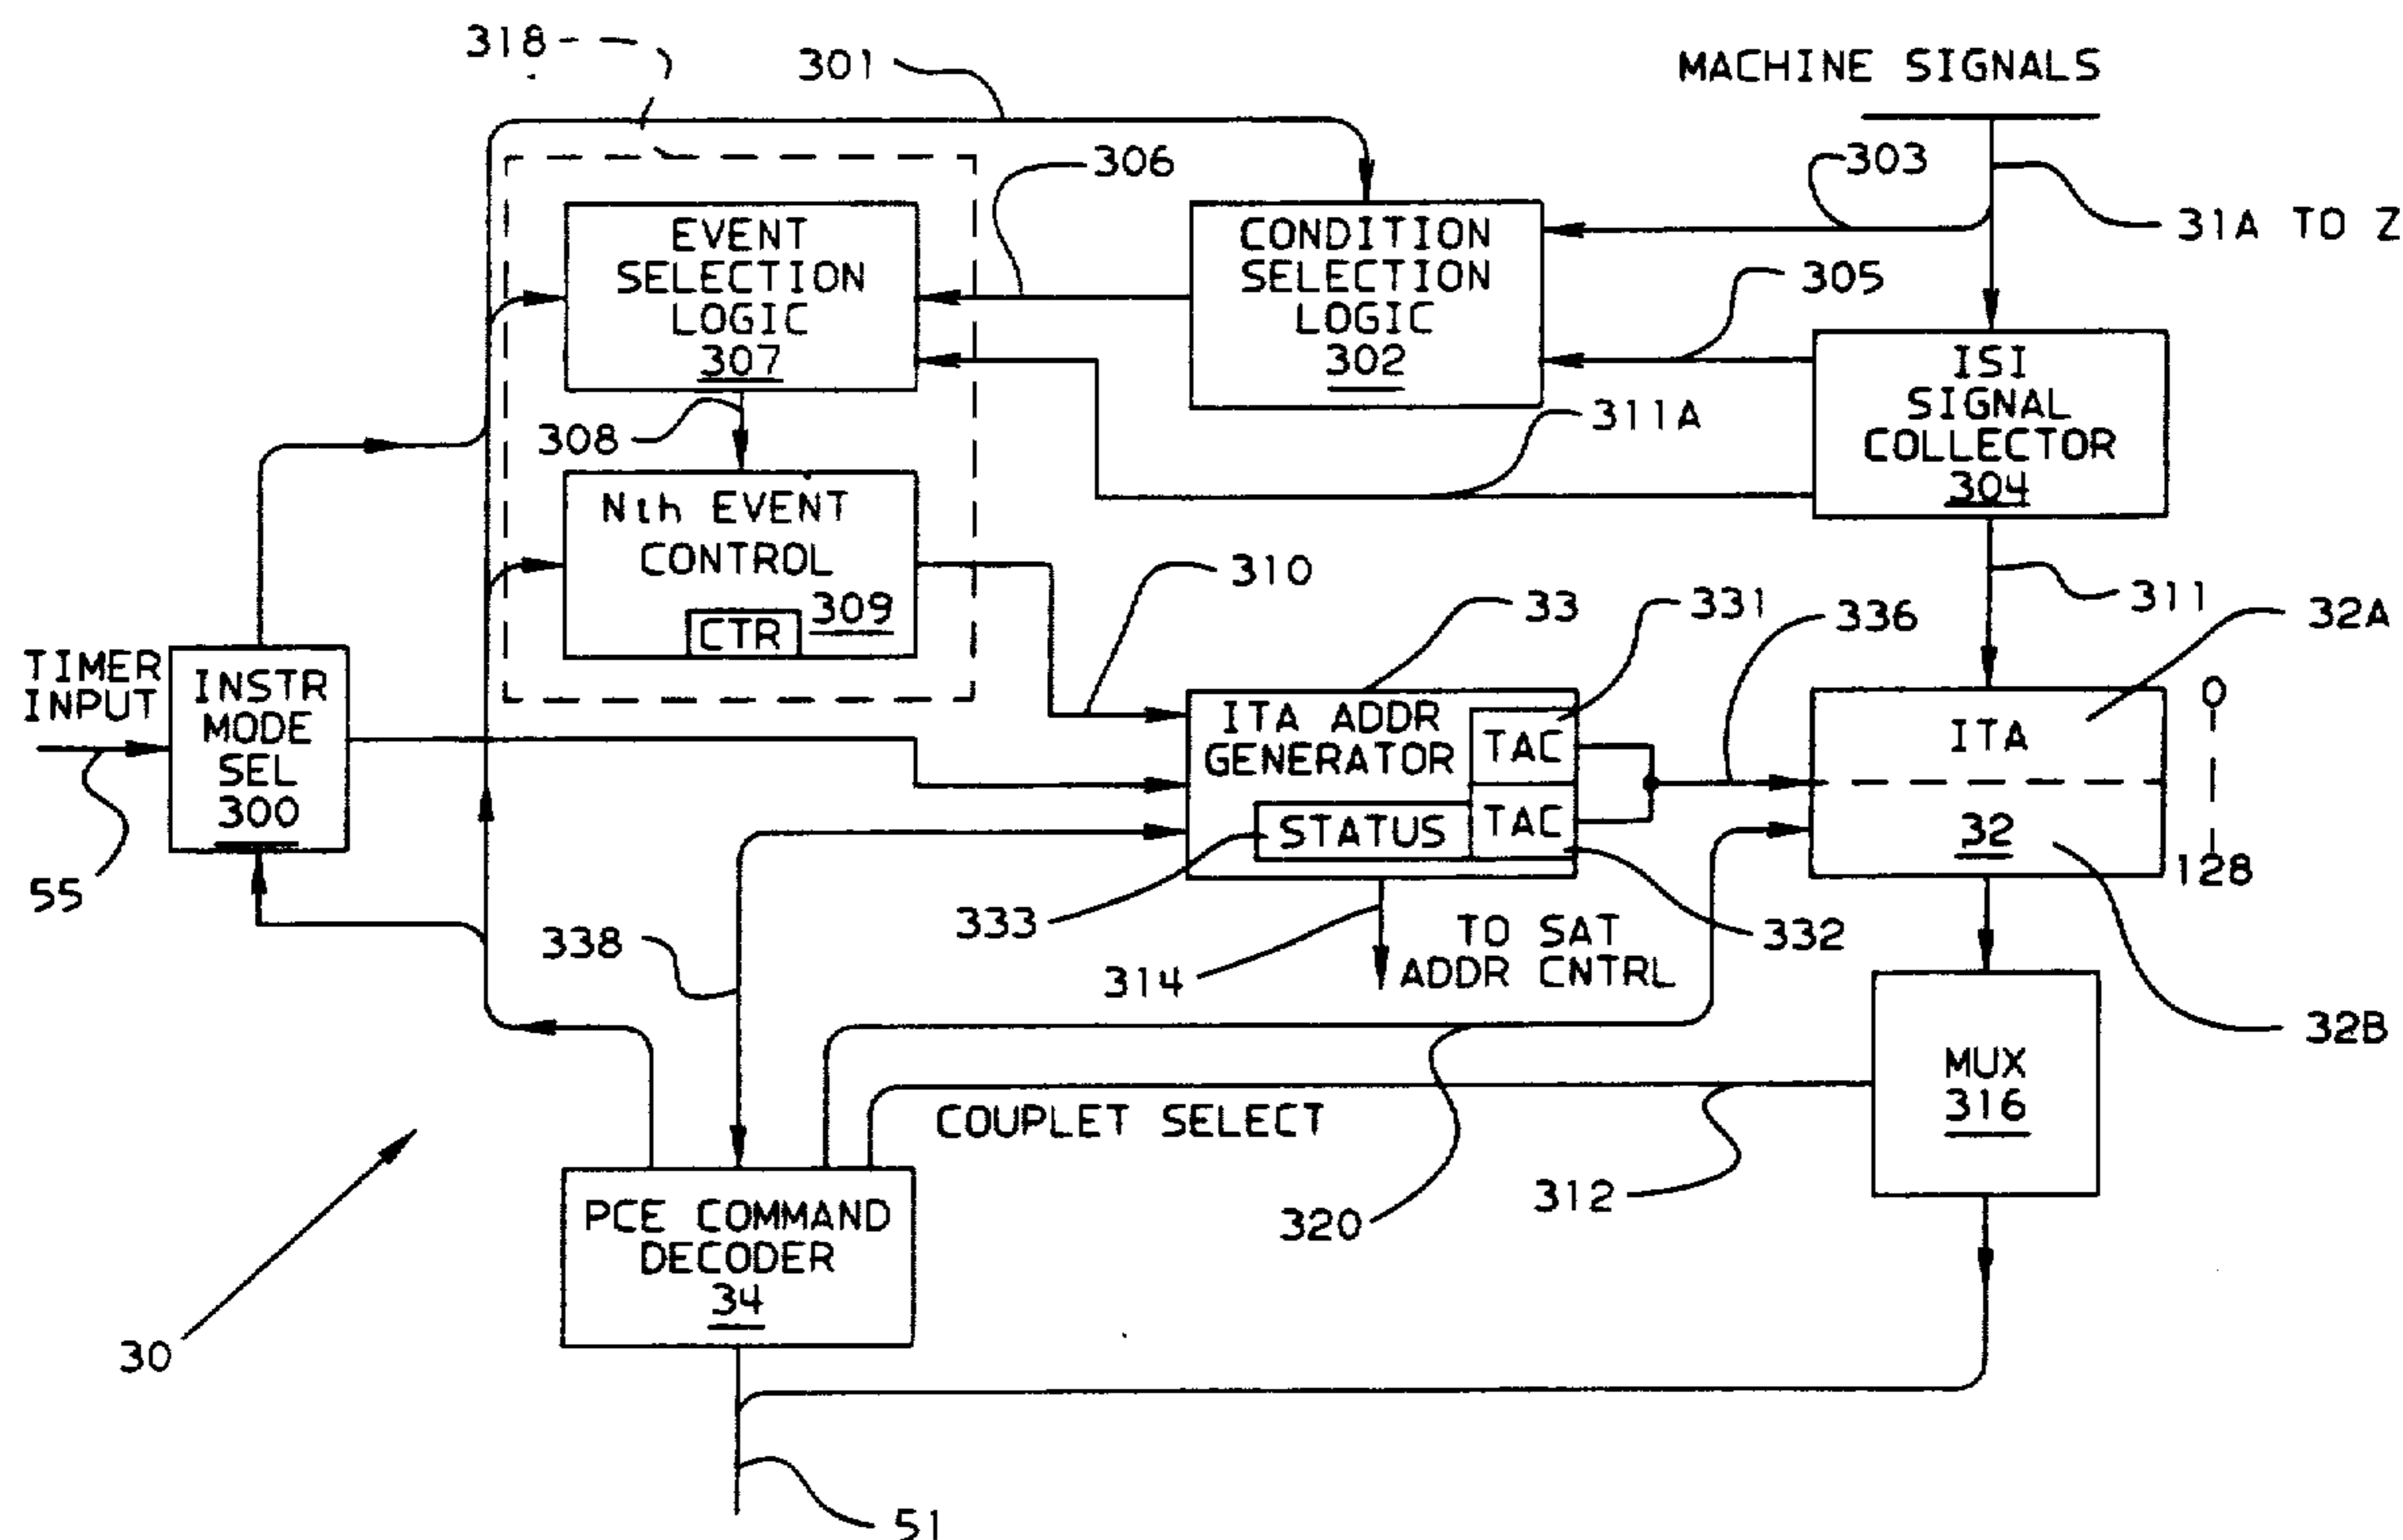 318
301
MACHINE SIGNALS
306
303
31A TO Z
EVENT
SELECTION
LOGIC
307
CONDITION
SELECTION
LOGIC
302
305
ISI
SIGNAL
COLLECTOR
304
311A
308
Nth EVENT
CONTROL
309
CTR
310
33
331
336
311
32A
TIMER
INPUT
INSTR
MODE
SEL
300
ITA ADDR
GENERATOR
TAC
TAC
STATUS
ITA
32
0
128
55
338
333
314
TO SAT
ADDR CNTRL
332
32B
MUX
316
COUPLET SELECT
320
312
PCE COMMAND
DECODER
34
30
51